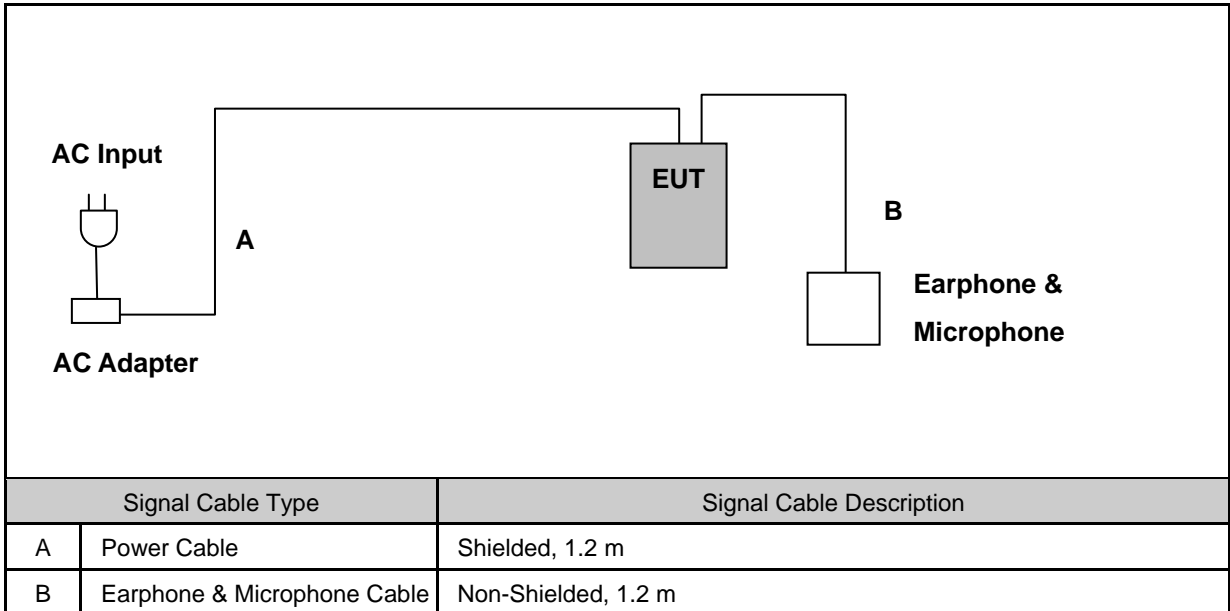 AC Input
EUT
A
B
Earphone &
Microphone
AC Adapter
Signal Cable Type Signal Cable Description
A Power Cable Shielded, 1.2 m
B Earphone & Microphone Cable Non-Shielded, 1.2 m